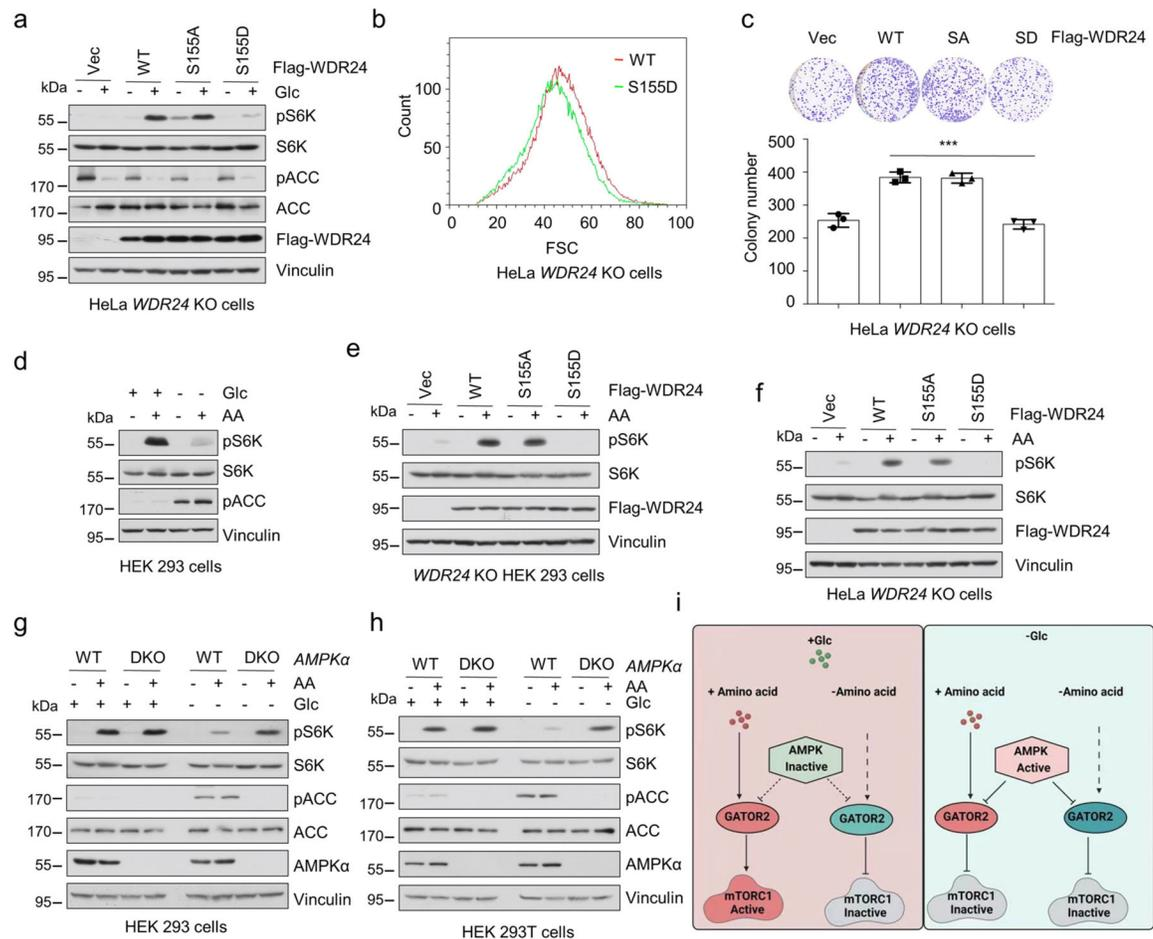 a
Vec
WT
S155A
S155D
Flag-WDR24
kDa
- + - + - + - + Glc
55 pS6K
55 S6K
170 pACC
170 ACC
95 Flag-WDR24
95 Vinculin
HeLa WDR24 KO cells
b
Count
100
50
0
WT
S155D
0 20 40 60 80 100
FSC
HeLa WDR24 KO cells
c
Vec WT SA SD Flag-WDR24
Colony number
500
400
300
200
100
0
***
HeLa WDR24 KO cells
d
+ + - - Glc
kDa - + - + AA
55 pS6K
55 S6K
170 pACC
95 Vinculin
HEK 293 cells
e
Vec
WT
S155A
S155D
Flag-WDR24
kDa - + - + - + - + AA
55 pS6K
55 S6K
95 Flag-WDR24
95 Vinculin
WDR24 KO HEK 293 cells
f
Vec
WT
S155A
S155D
Flag-WDR24
kDa - + - + - + - + AA
55 pS6K
55 S6K
95 Flag-WDR24
95 Vinculin
HeLa WDR24 KO cells
g
WT DKO WT DKO AMPKα
- + - + - + - + AA
kDa + + + + - - - - Glc
55 pS6K
55 S6K
170 pACC
170 ACC
55 AMPKα
95 Vinculin
HEK 293 cells
h
WT DKO WT DKO AMPKα
- + - + - + - + AA
kDa + + + + - - - - Glc
55 pS6K
55 S6K
170 pACC
170 ACC
55 AMPKα
95 Vinculin
HEK 293T cells
i
+Glc
+ Amino acid -Amino acid
AMPK
Inactive
GATOR2 GATOR2
mTORC1
Active
mTORC1
Inactive
-Glc
+ Amino acid -Amino acid
AMPK
Active
GATOR2 GATOR2
mTORC1
Inactive
mTORC1
Inactive